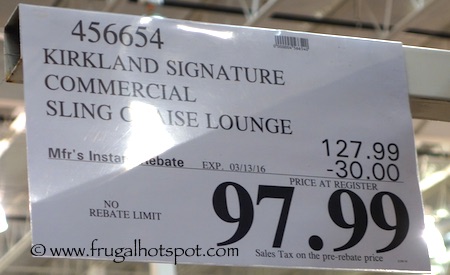 456654
KIRKLAND SIGNATURE
COMMERCIAL
SLING CHAISE LOUNGE
127.99
Mfr's Instant Rebate EXP. 03/13/16 -30.00
PRICE AT REGISTER
NO
REBATE LIMIT
97.99
Sales Tax on the pre-rebate price
© www.frugalhotspot.com